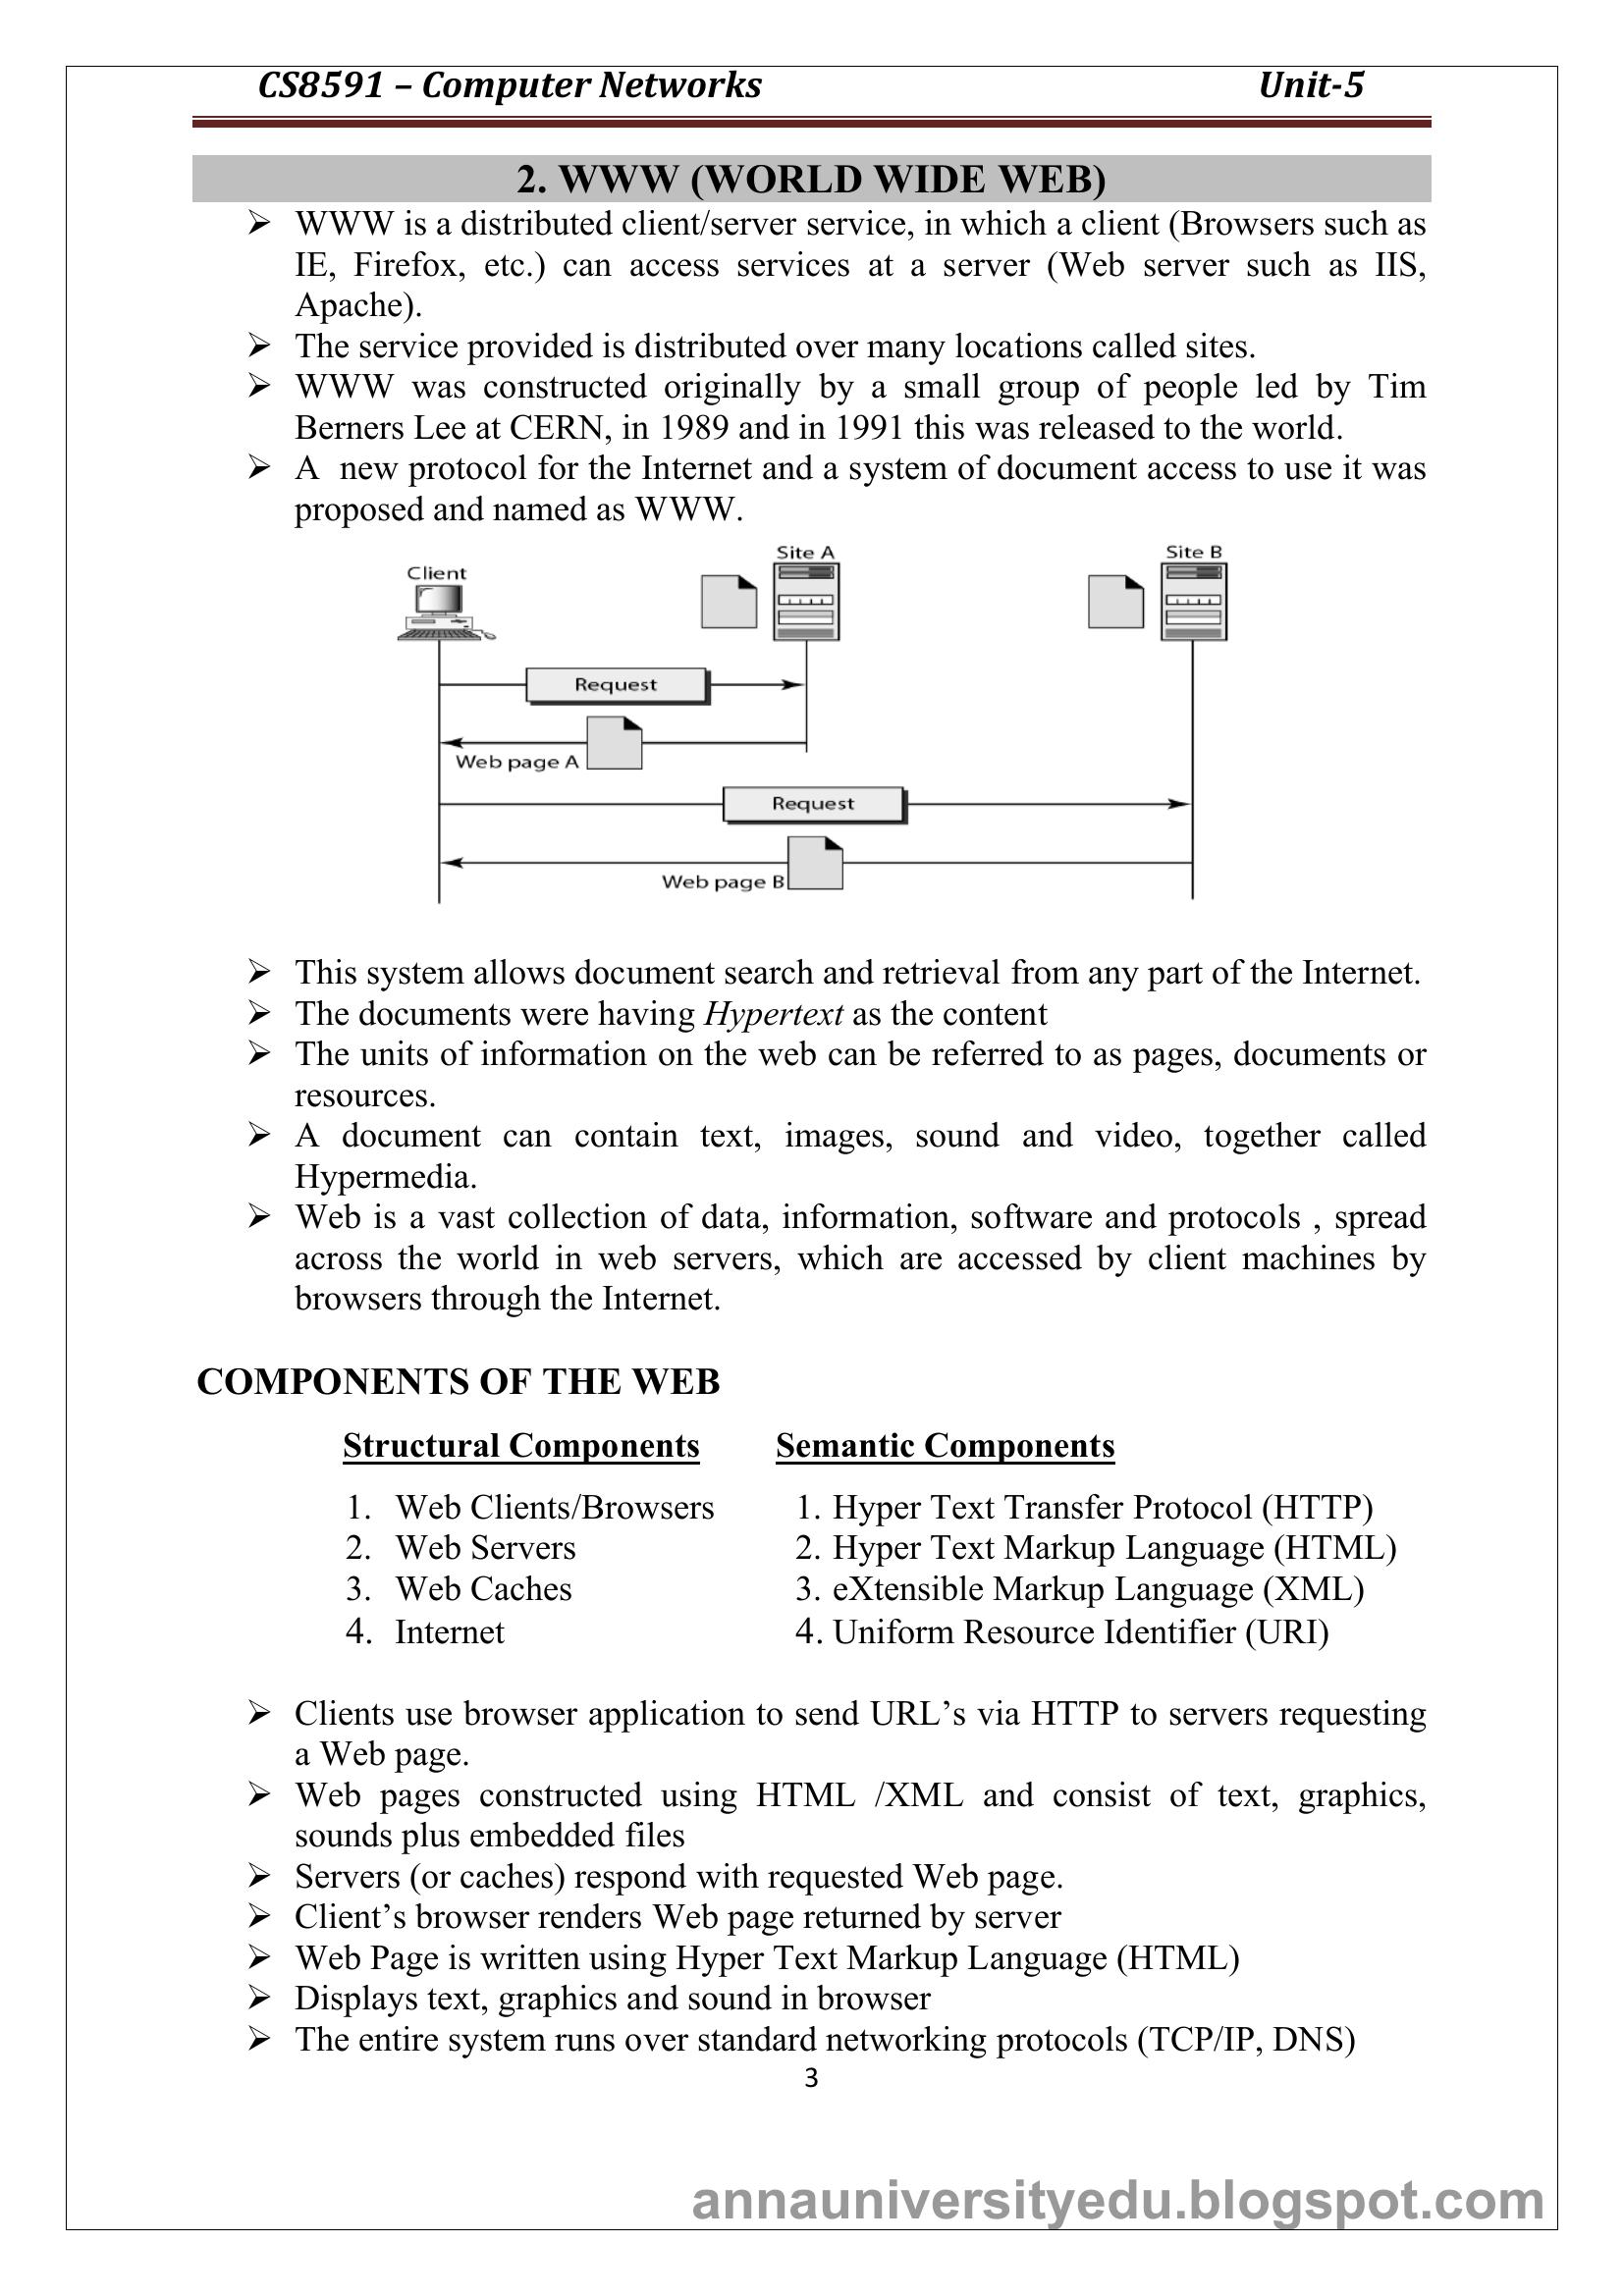 CS8591 – Computer Networks Unit-5
2. WWW (WORLD WIDE WEB)
➢ WWW is a distributed client/server service, in which a client (Browsers such as
IE, Firefox, etc.) can access services at a server (Web server such as IIS,
Apache).
➢ The service provided is distributed over many locations called sites.
➢ WWW was constructed originally by a small group of people led by Tim
Berners Lee at CERN, in 1989 and in 1991 this was released to the world.
➢ A new protocol for the Internet and a system of document access to use it was
proposed and named as WWW.
Client Site A Site B
Request
Web page A
Request
Web page B
➢ This system allows document search and retrieval from any part of the Internet.
➢ The documents were having Hypertext as the content
➢ The units of information on the web can be referred to as pages, documents or
resources.
➢ A document can contain text, images, sound and video, together called
Hypermedia.
➢ Web is a vast collection of data, information, software and protocols , spread
across the world in web servers, which are accessed by client machines by
browsers through the Internet.
COMPONENTS OF THE WEB
Structural Components Semantic Components
1. Web Clients/Browsers 1. Hyper Text Transfer Protocol (HTTP)
2. Web Servers 2. Hyper Text Markup Language (HTML)
3. Web Caches 3. eXtensible Markup Language (XML)
4. Internet 4. Uniform Resource Identifier (URI)
➢ Clients use browser application to send URL’s via HTTP to servers requesting
a Web page.
➢ Web pages constructed using HTML /XML and consist of text, graphics,
sounds plus embedded files
➢ Servers (or caches) respond with requested Web page.
➢ Client’s browser renders Web page returned by server
➢ Web Page is written using Hyper Text Markup Language (HTML)
➢ Displays text, graphics and sound in browser
➢ The entire system runs over standard networking protocols (TCP/IP, DNS)
3
annauniversityedu.blogspot.com